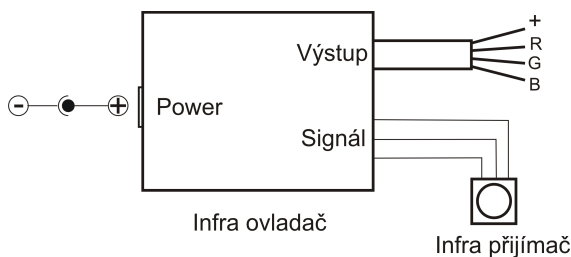 +
Výstup
R
G
B
- + Power
Signál
Infra ovladač
Infra přijímač